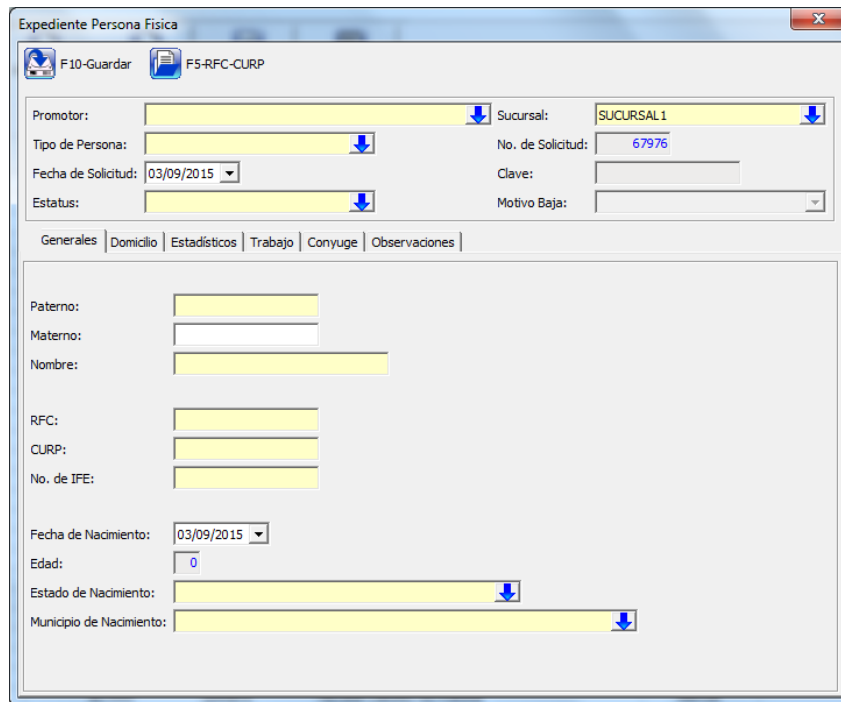 Expediente Persona Fisica
F10-Guardar F5-RFC-CURP
Promotor: Sucursal: SUCURSAL1
Tipo de Persona: No. de Solicitud: 67976
Fecha de Solicitud: 03/09/2015 Clave:
Estatus: Motivo Baja:
Generales Domicilio Estadísticos Trabajo Conyuge Observaciones
Paterno:
Materno:
Nombre:
RFC:
CURP:
No. de IFE:
Fecha de Nacimiento: 03/09/2015
Edad: 0
Estado de Nacimiento:
Municipio de Nacimiento: